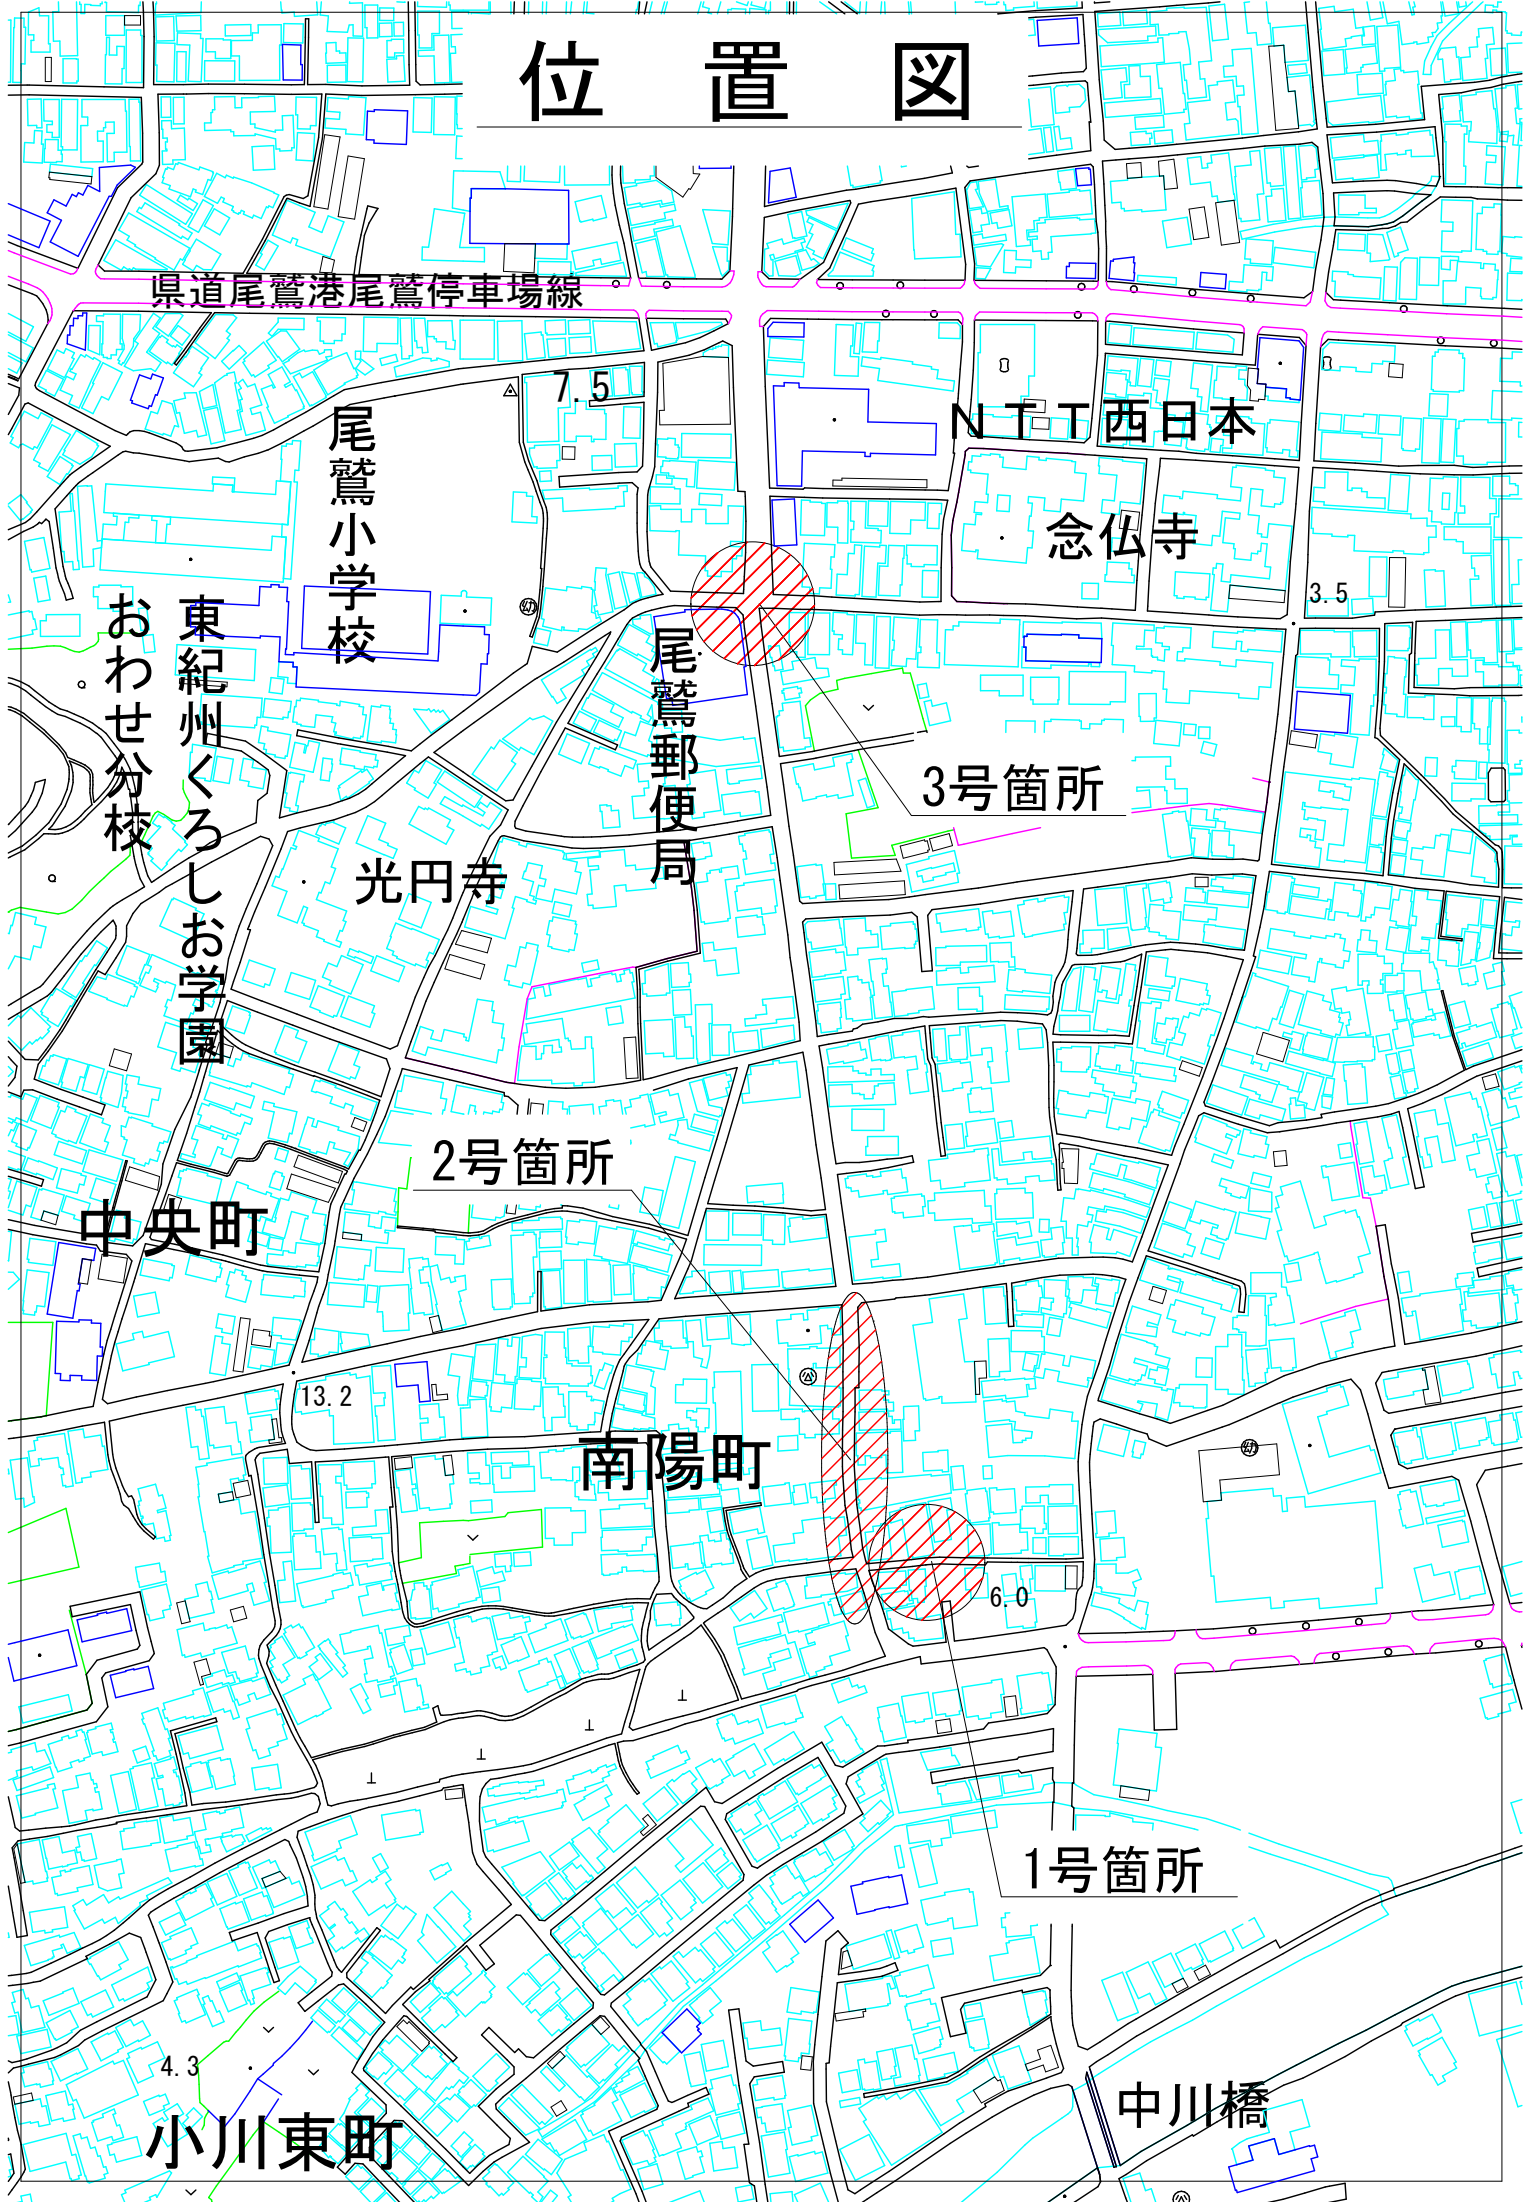 位置図
県道尾鷲港尾鷲停車場線
7.5
尾鷲小学校
NTT西日本
念仏寺
3.5
幼
東紀州くろしお学園
おわせ分校
尾鷲郵便局
3号箇所
光円寺
2号箇所
中央町
13.2
南陽町
幼
6.0
1号箇所
4.3
小川東町
中川橋